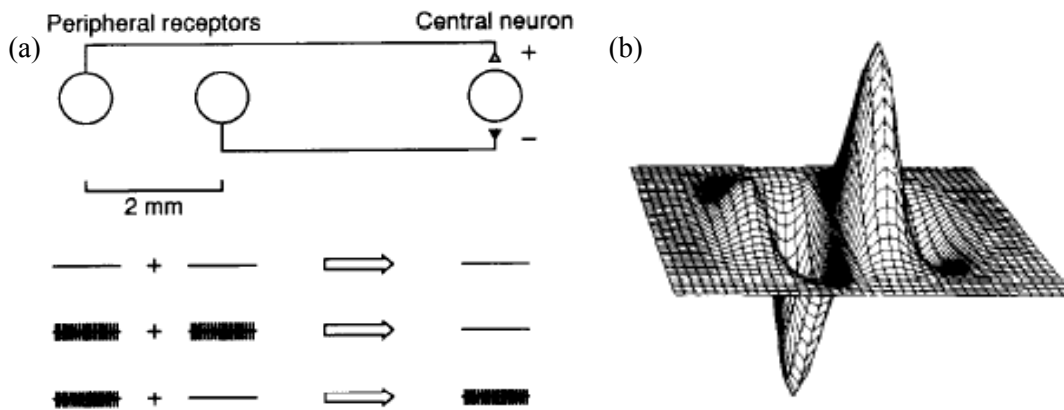 Peripheral receptors
Central neuron
(a)
+
(b)
−
2 mm
+
+
+